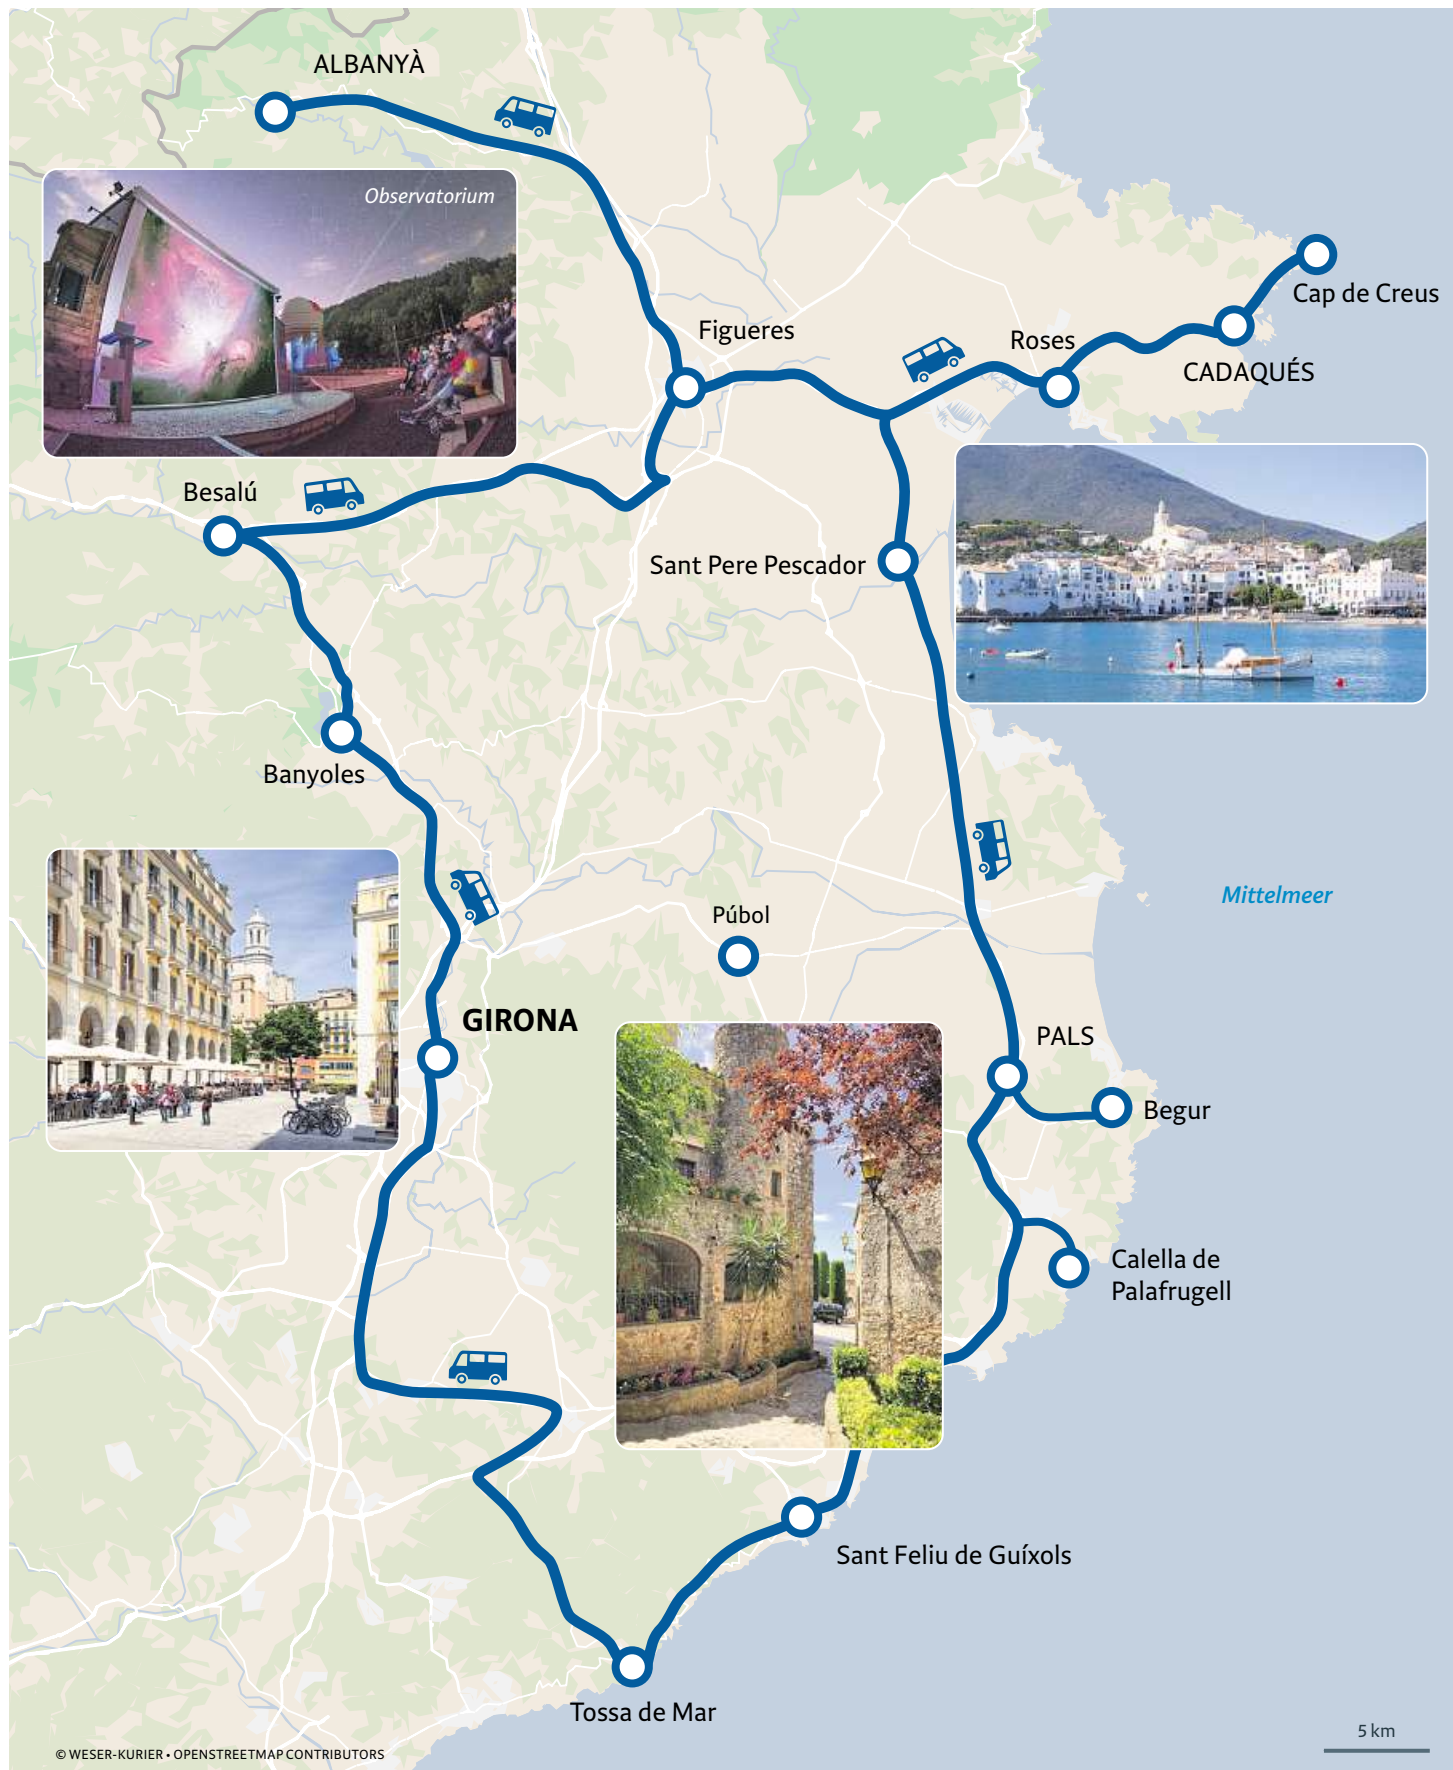 ALBANYÀ
Observatorium
Cap de Creus
Figueres
Roses
CADAQUÉS
Besalú
Sant Pere Pescador
Banyoles
Mittelmeer
Púbol
GIRONA
PALS
Begur
Calella de
Palafrugell
Sant Feliu de Guíxols
Tossa de Mar
5 km
© WESER-KURIER • OPENSTREETMAP CONTRIBUTORS